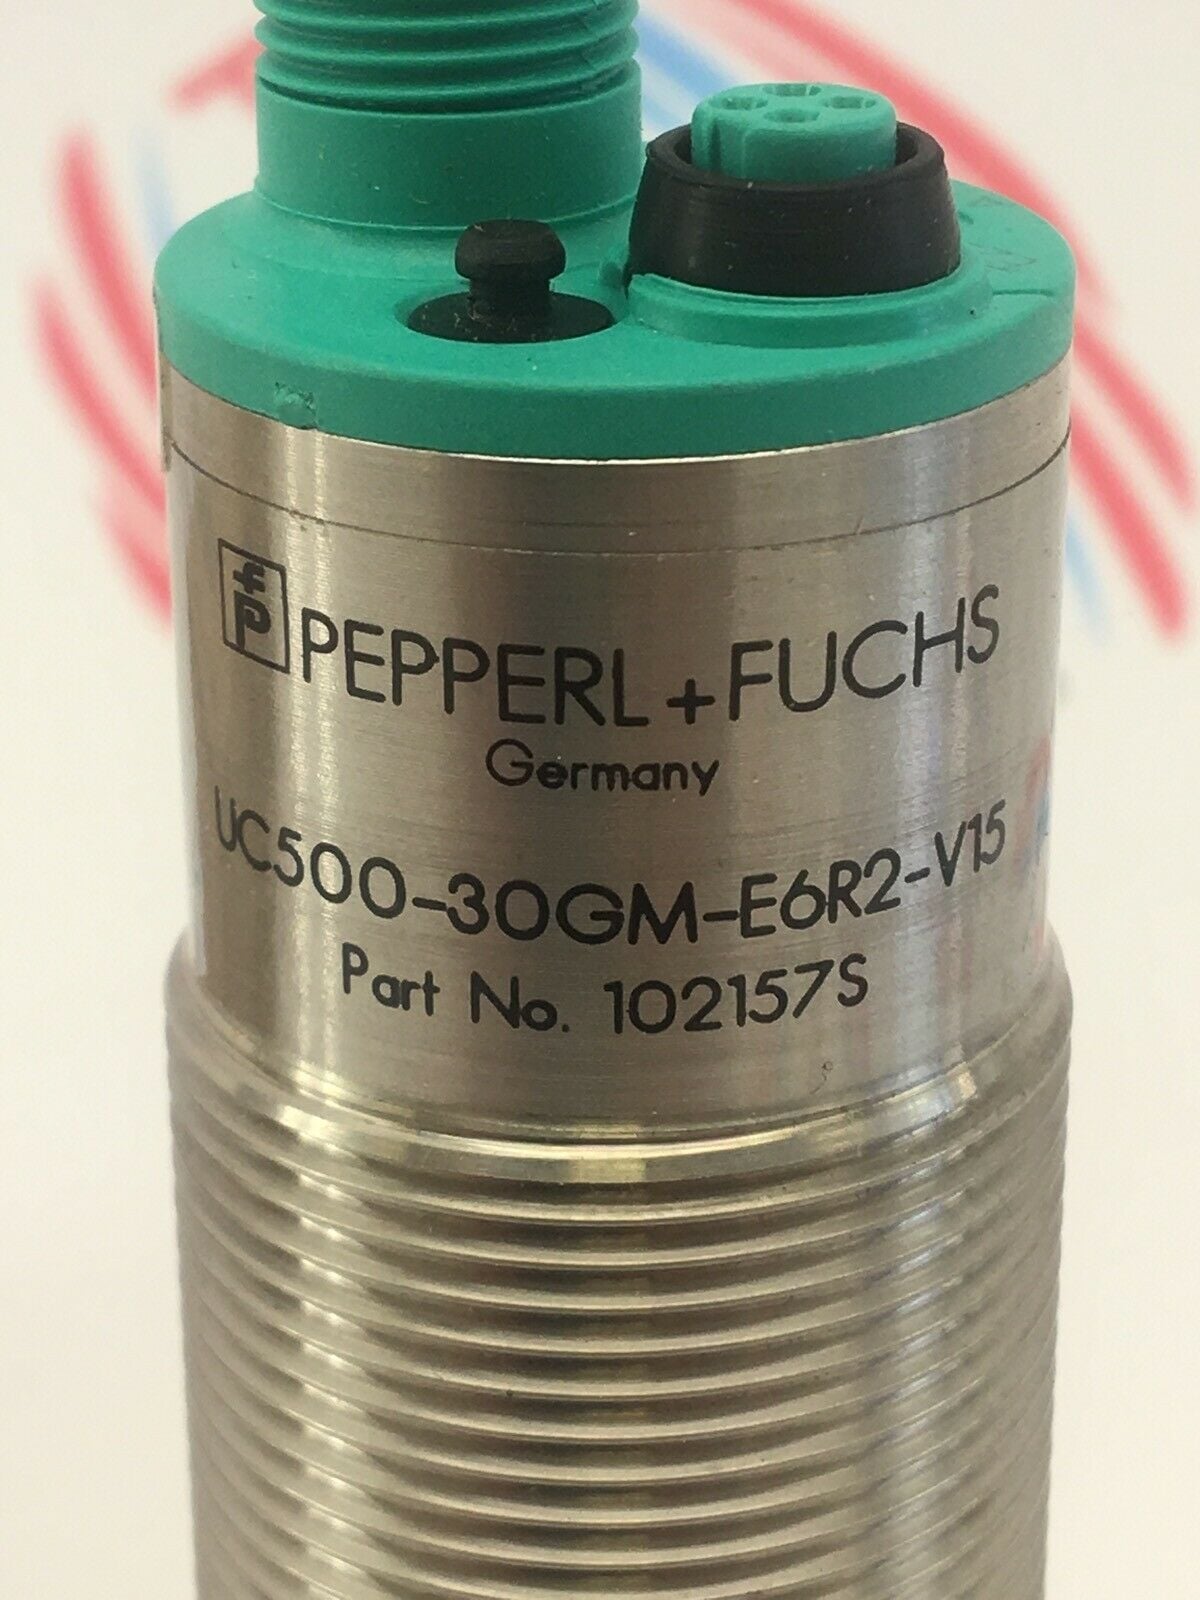 PEPPERL+FUCHS
Germany
UC500-30GM-E6R2-V15
Part No. 102157S